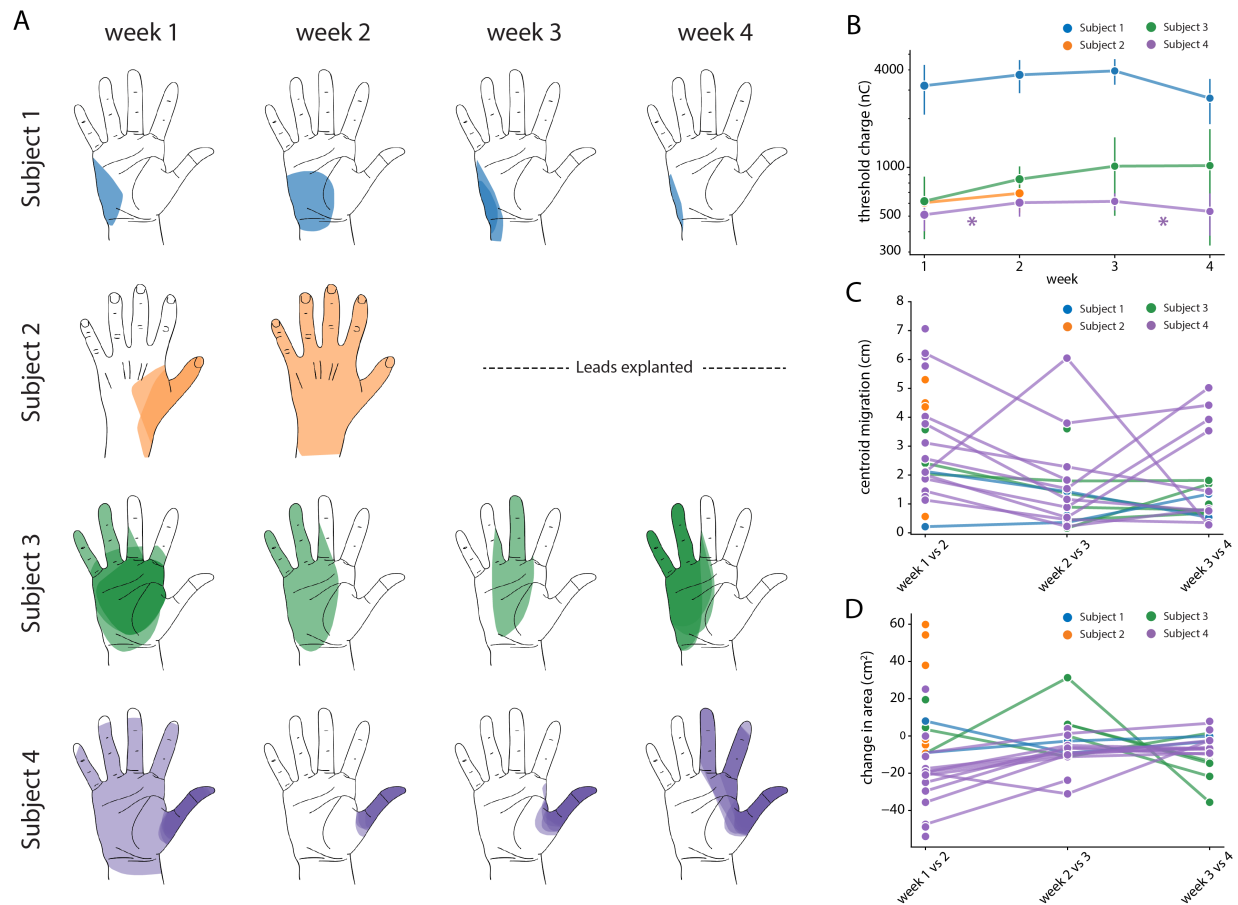 A
week 1
week 2
week 3
week 4
Subject 1
Subject 2
Leads explanted
Subject 3
Subject 4
B
Subject 1
Subject 3
Subject 2
Subject 4
threshold charge (nC)
4000
1000
500
300
*
*
1
2
3
4
week
C
Subject 1
Subject 3
Subject 2
Subject 4
centroid migration (cm)
8
7
6
5
4
3
2
1
0
week 1 vs 2
week 2 vs 3
week 3 vs 4
D
Subject 1
Subject 3
Subject 2
Subject 4
change in area (cm²)
60
40
20
0
−20
−40
week 1 vs 2
week 2 vs 3
week 3 vs 4